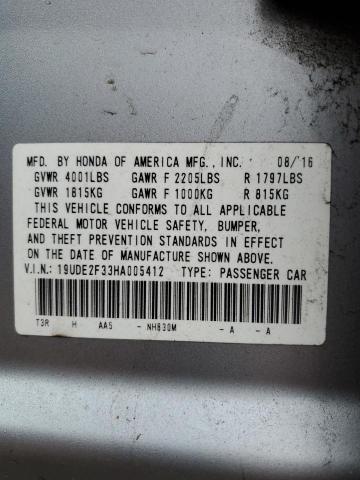 MFD. BY HONDA OF AMERICA MFG., INC. 08/'16
GVWR 4001LBS GAWR F 2205LBS R 1797LBS
GVWR 1815KG GAWR F 1000KG R 815KG
THIS VEHICLE CONFORMS TO ALL APPLICABLE
FEDERAL MOTOR VEHICLE SAFETY, BUMPER,
AND THEFT PREVENTION STANDARDS IN EFFECT
ON THE DATE OF MANUFACTURE SHOWN ABOVE.
V.I.N.: 19UDE2F33HA005412 TYPE: PASSENGER CAR
T3R H AA5 - NH830M -A -A